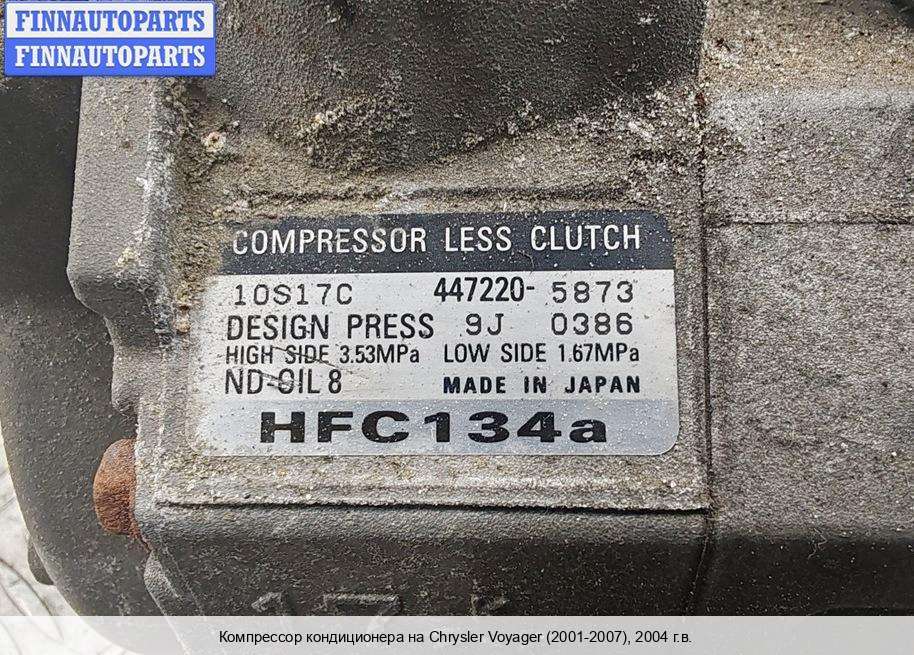 FINNAUTOPARTS
FINNAUTOPARTS
COMPRESSOR LESS CLUTCH
10S17C 447220- 5873
DESIGN PRESS 9J 0386
HIGH SIDE 3.53MPa LOW SIDE 1.67MPa
ND-OIL 8 MADE IN JAPAN
HFC134a
Компрессор кондиционера на Chrysler Voyager (2001-2007), 2004 г.в.